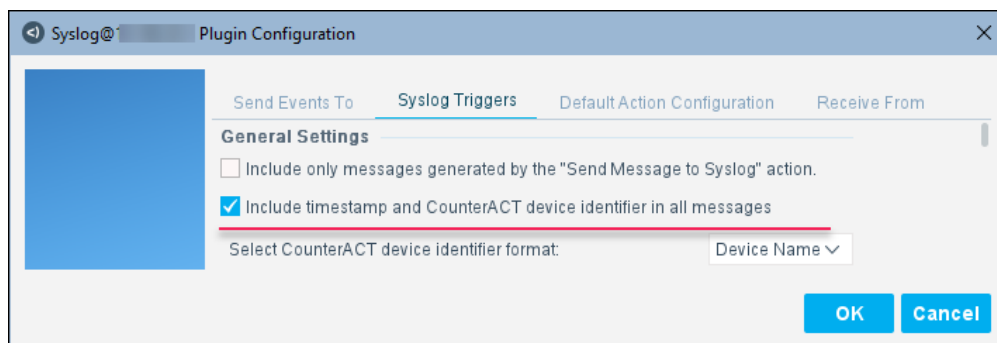 Syslog@ Plugin Configuration
Send Events To Syslog Triggers Default Action Configuration Receive From
General Settings
Include only messages generated by the "Send Message to Syslog" action.
Include timestamp and CounterACT device identifier in all messages
Select CounterACT device identifier format: Device Name
OK Cancel